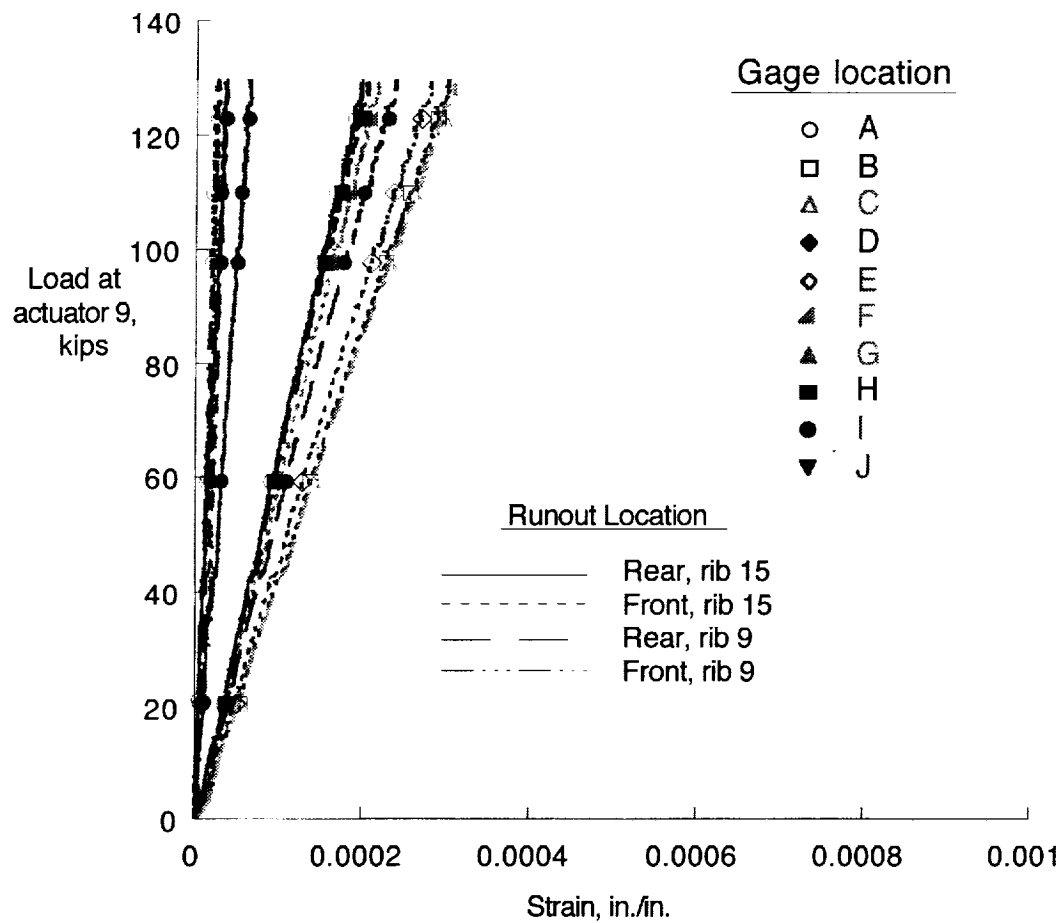 140
120
100
80
60
40
20
0
Load at
actuator 9,
kips
Gage location
A
B
C
D
E
F
G
H
I
J
Runout Location
Rear, rib 15
Front, rib 15
Rear, rib 9
Front, rib 9
0 0.0002 0.0004 0.0006 0.0008 0.001
Strain, in./in.